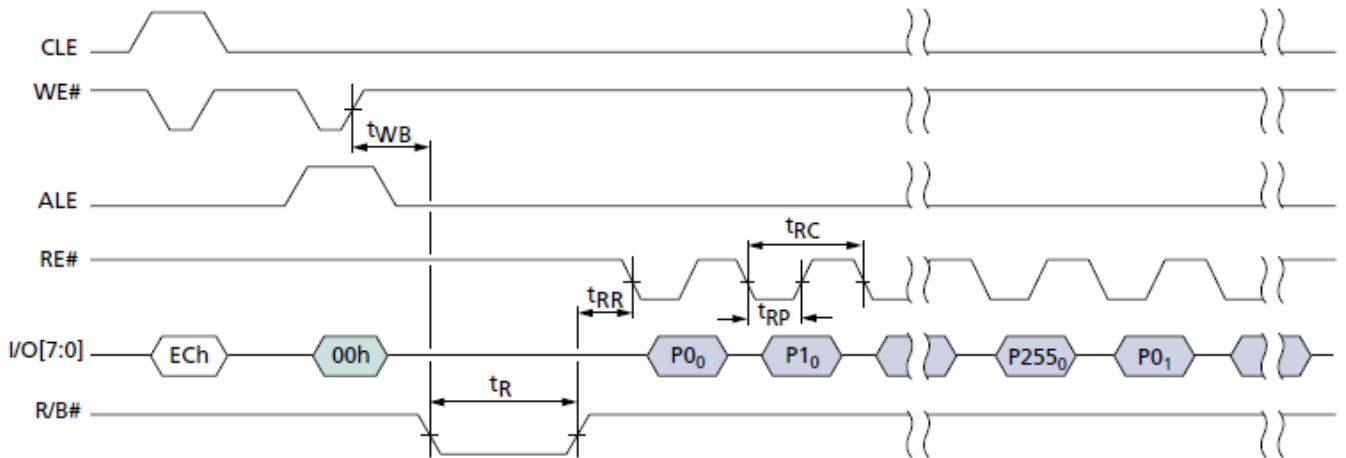 CLE
WE#
tWB
ALE
tRC
RE#
tRR
tRP
I/O[7:0] ECh 00h P0₀ P1₀ P255₀ P0₁
tR
R/B#